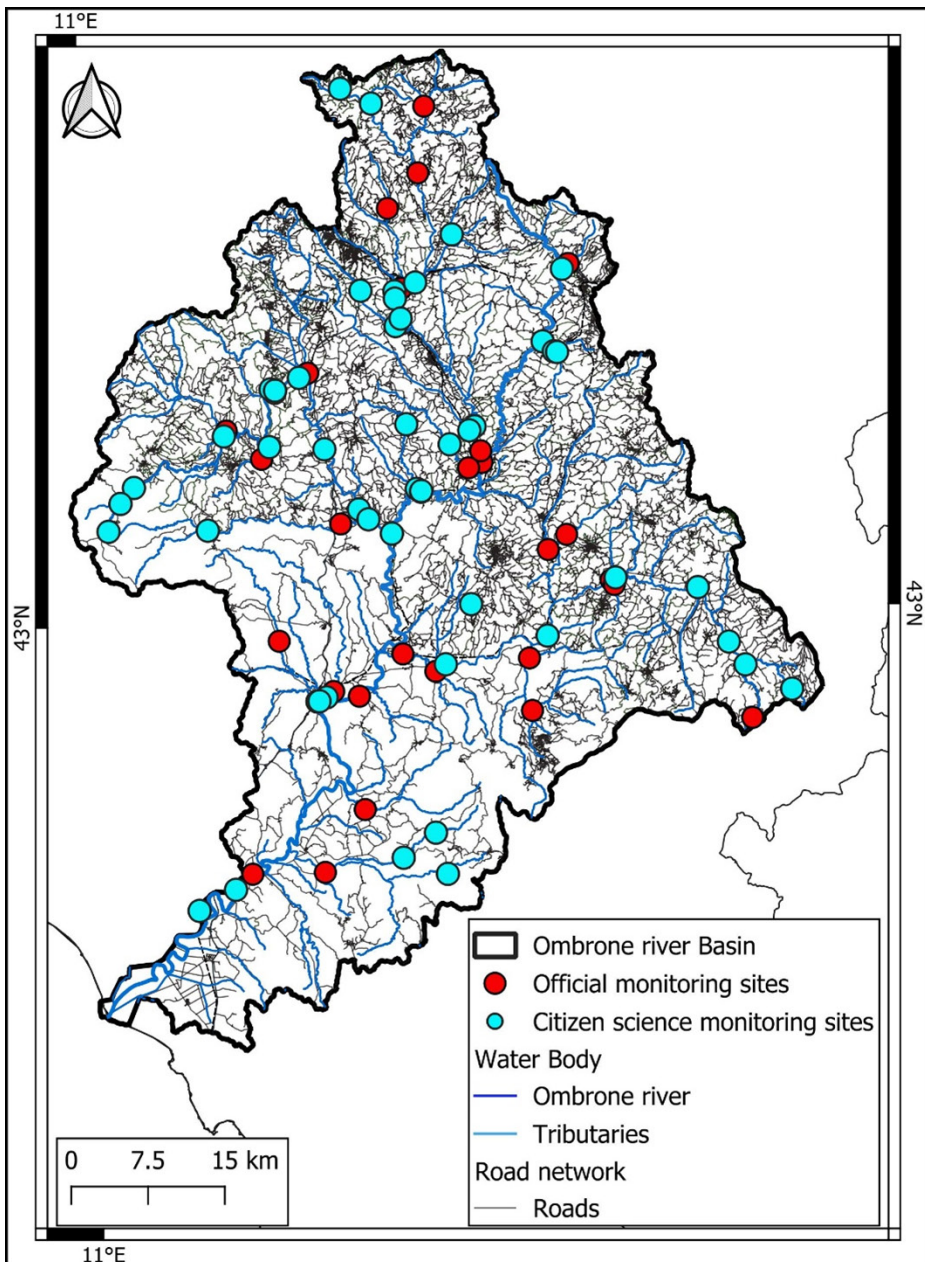 11°E
43°N
43°N
Ombrone river Basin
Official monitoring sites
Citizen science monitoring sites
Water Body
Ombrone river
Tributaries
Road network
Roads
0 7.5 15 km
11°E